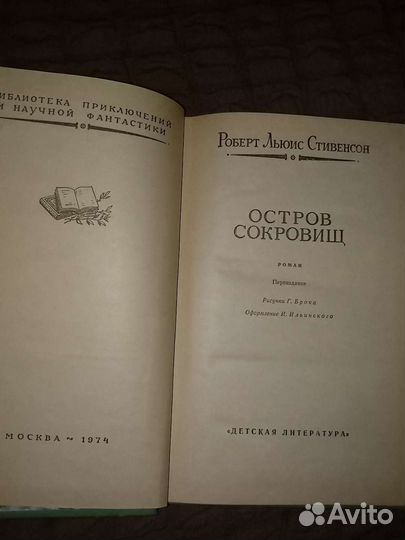 БИБЛИОТЕКА ПРИКЛЮЧЕНИЙ
И НАУЧНОЙ ФАНТАСТИКИ
МОСКВА ~ 1974
РОБЕРТ ЛЬЮИС СТИВЕНСОН
ОСТРОВ
СОКРОВИЩ
РОМАН
Переиздание
Рисунки Г. Брока
Оформление И. Ильинского
«ДЕТСКАЯ ЛИТЕРАТУРА»
Avito